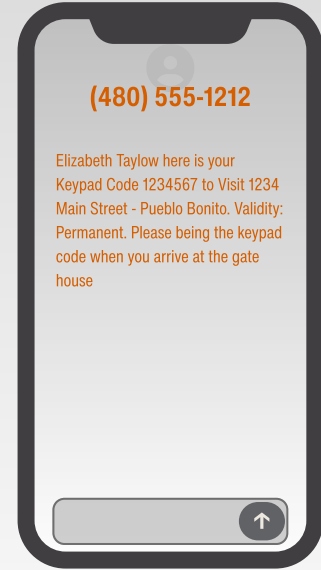 (480) 555-1212
Elizabeth Taylow here is your
Keypad Code 1234567 to Visit 1234
Main Street - Pueblo Bonito. Validity:
Permanent. Please being the keypad
code when you arrive at the gate
house